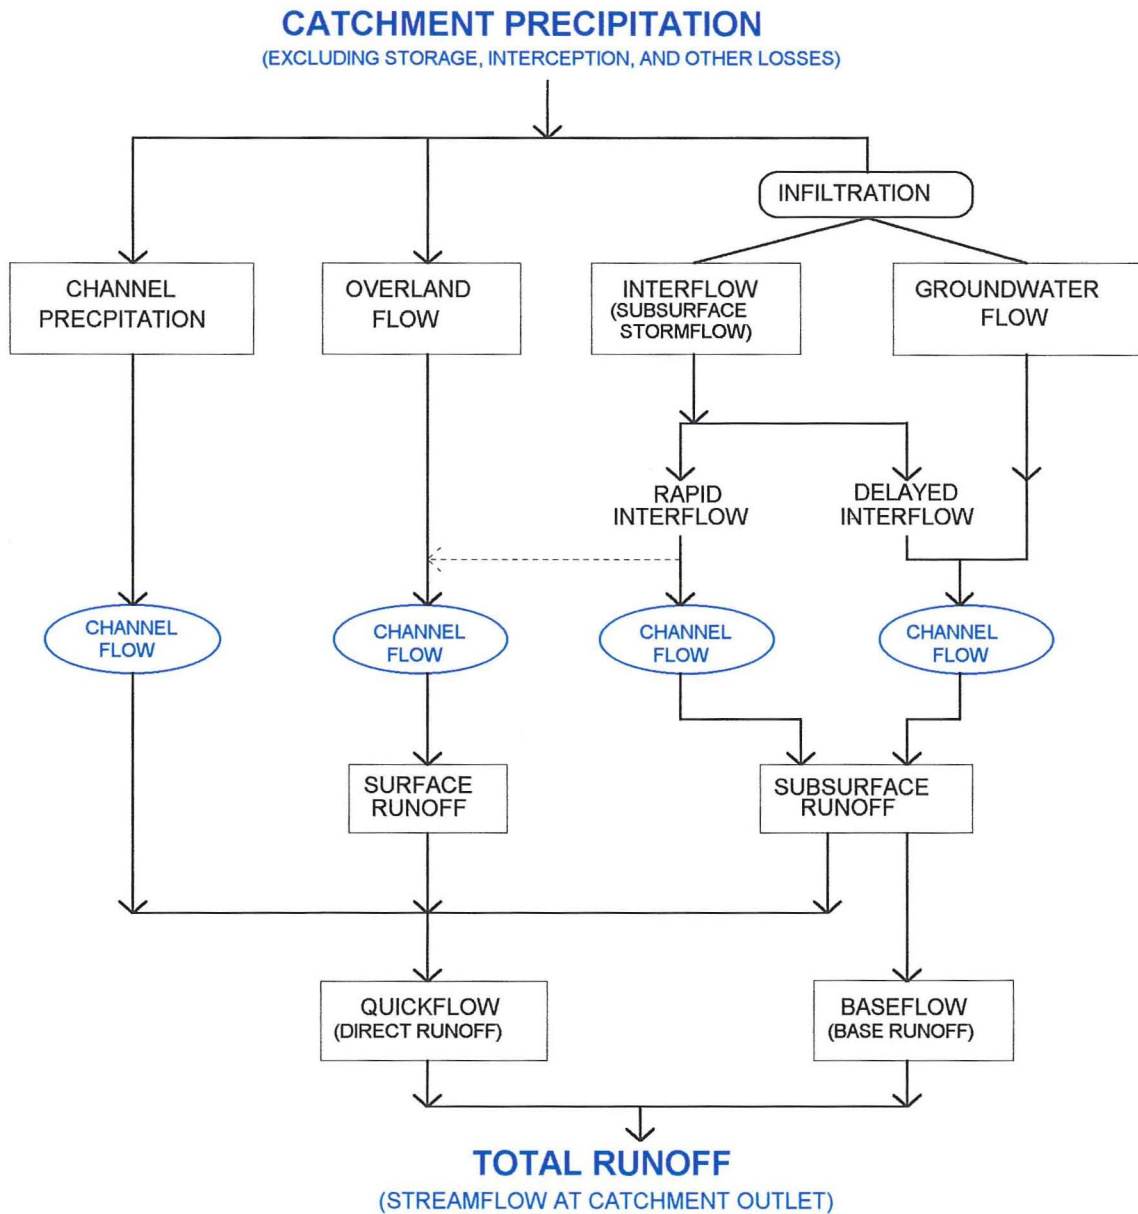 CATCHMENT PRECIPITATION
(EXCLUDING STORAGE, INTERCEPTION, AND OTHER LOSSES)
INFILTRATION
CHANNEL
PRECPITATION
OVERLAND
FLOW
INTERFLOW
(SUBSURFACE
STORMFLOW)
GROUNDWATER
FLOW
RAPID
INTERFLOW
DELAYED
INTERFLOW
CHANNEL
FLOW
CHANNEL
FLOW
CHANNEL
FLOW
CHANNEL
FLOW
SURFACE
RUNOFF
SUBSURFACE
RUNOFF
QUICKFLOW
(DIRECT RUNOFF)
BASEFLOW
(BASE RUNOFF)
TOTAL RUNOFF
(STREAMFLOW AT CATCHMENT OUTLET)